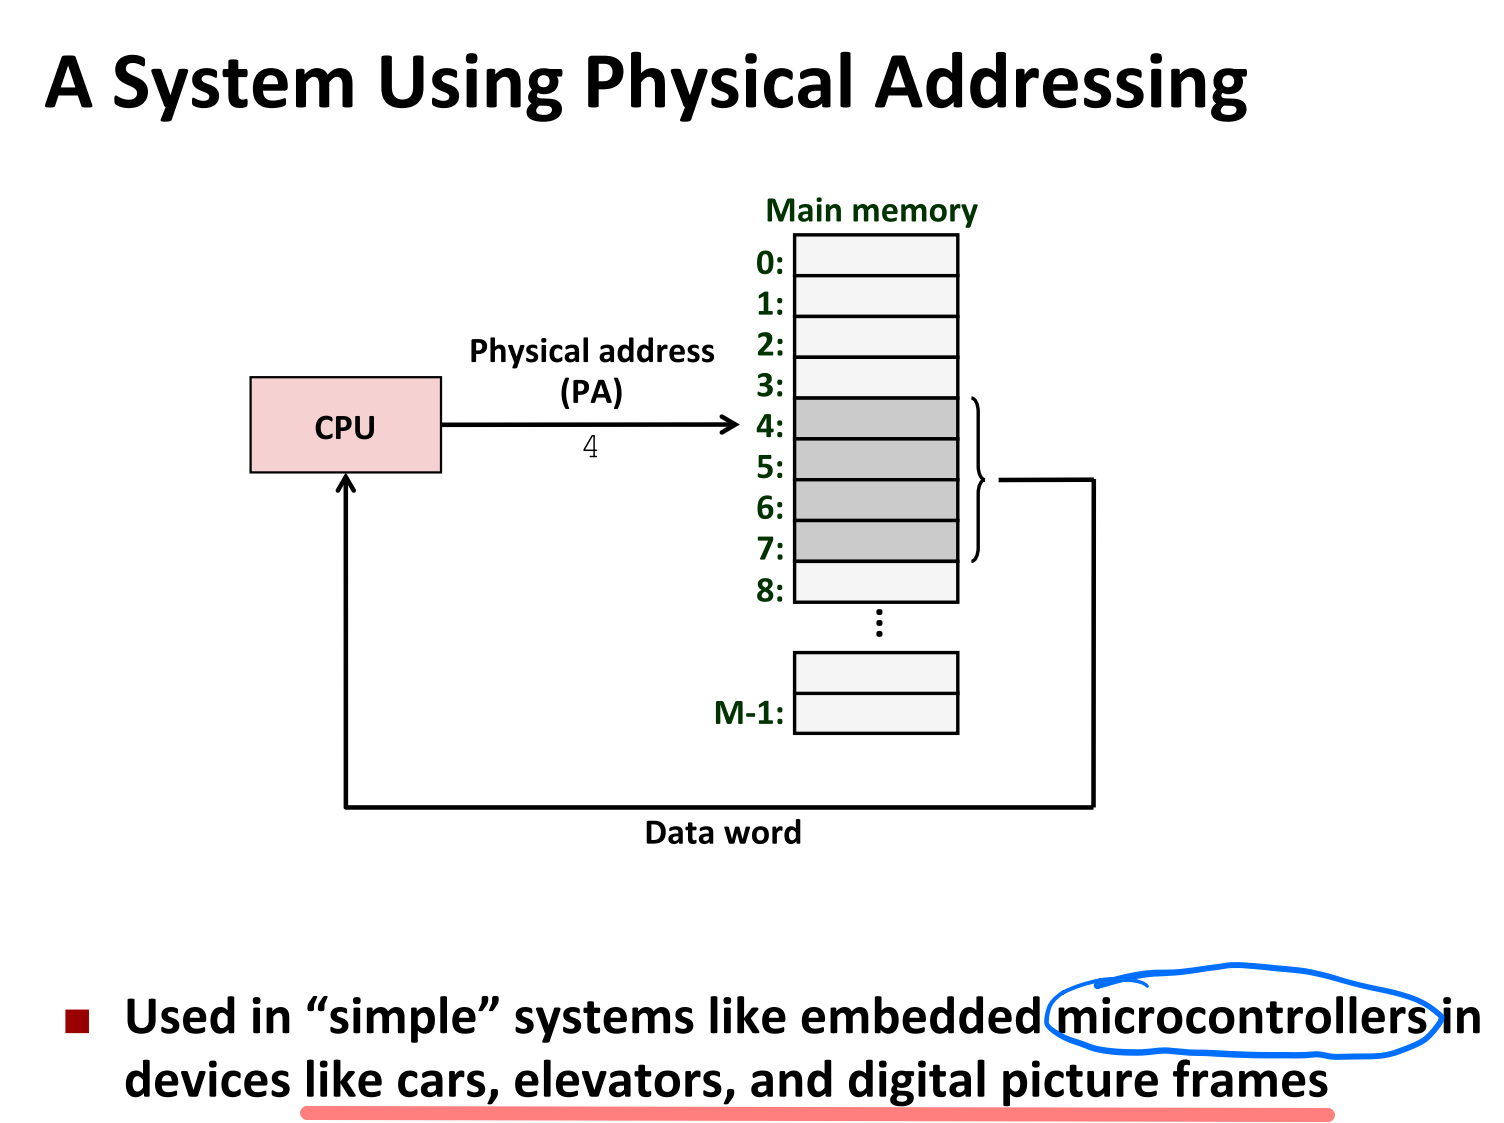 A System Using Physical Addressing
Main memory
0:
1:
Physical address
(PA)
2:
3:
CPU
4
4:
5:
6:
7:
8:
⋮
M-1:
Data word
Used in “simple” systems like embedded microcontrollers in
devices like cars, elevators, and digital picture frames